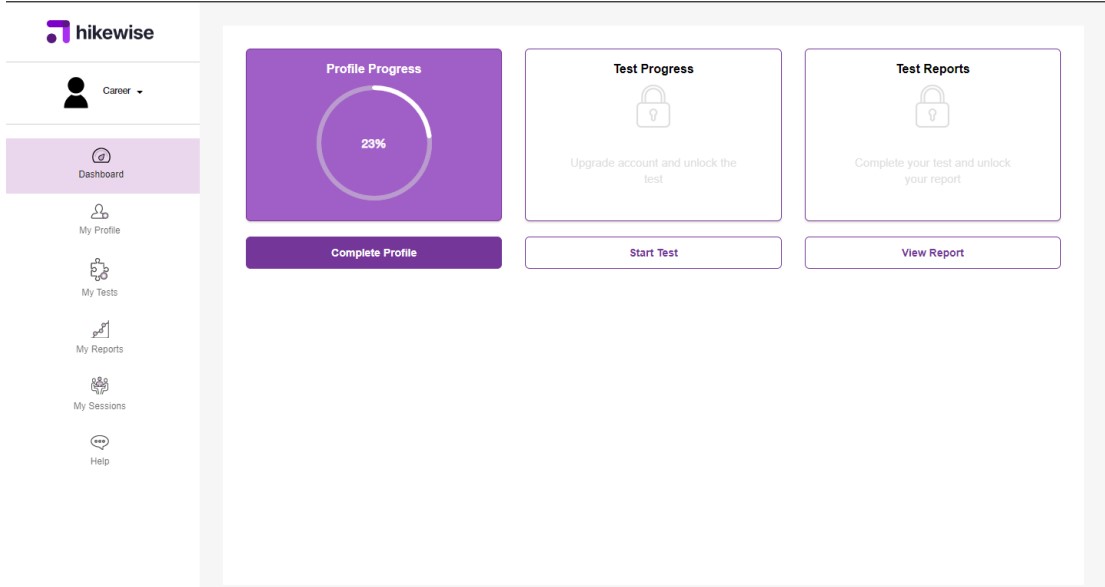 hikewise
Career
Dashboard
My Profile
My Tests
My Reports
My Sessions
Help
Profile Progress
23%
Complete Profile
Test Progress
Upgrade account and unlock the
test
Start Test
Test Reports
Complete your test and unlock
your report
View Report